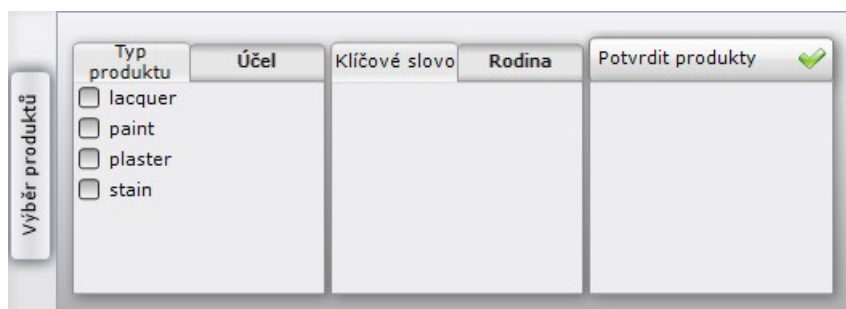 Výběr produktů
Typ
produktu
Účel
lacquer
paint
plaster
stain
Klíčové slovo
Rodina
Potvrdit produkty